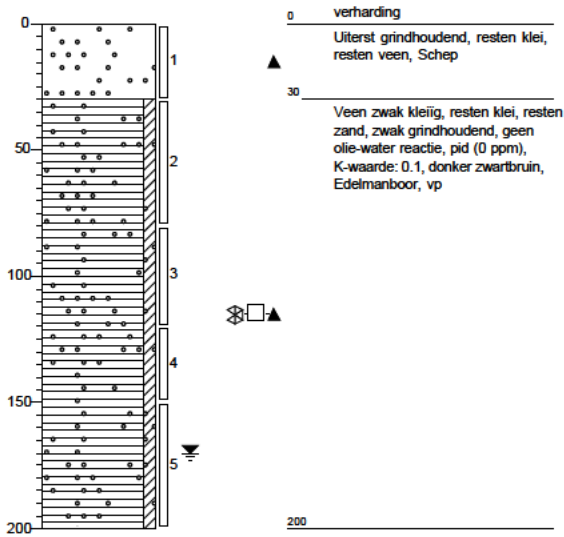 0
50
100
150
200
1
2
3
4
5
0 verharding
Uiterst grindhoudend, resten klei,
resten veen, Schep
30
Veen zwak kleiïg, resten klei, resten
zand, zwak grindhoudend, geen
olie-water reactie, pid (0 ppm),
K-waarde: 0.1, donker zwartbruin,
Edelmanboor, vp
200